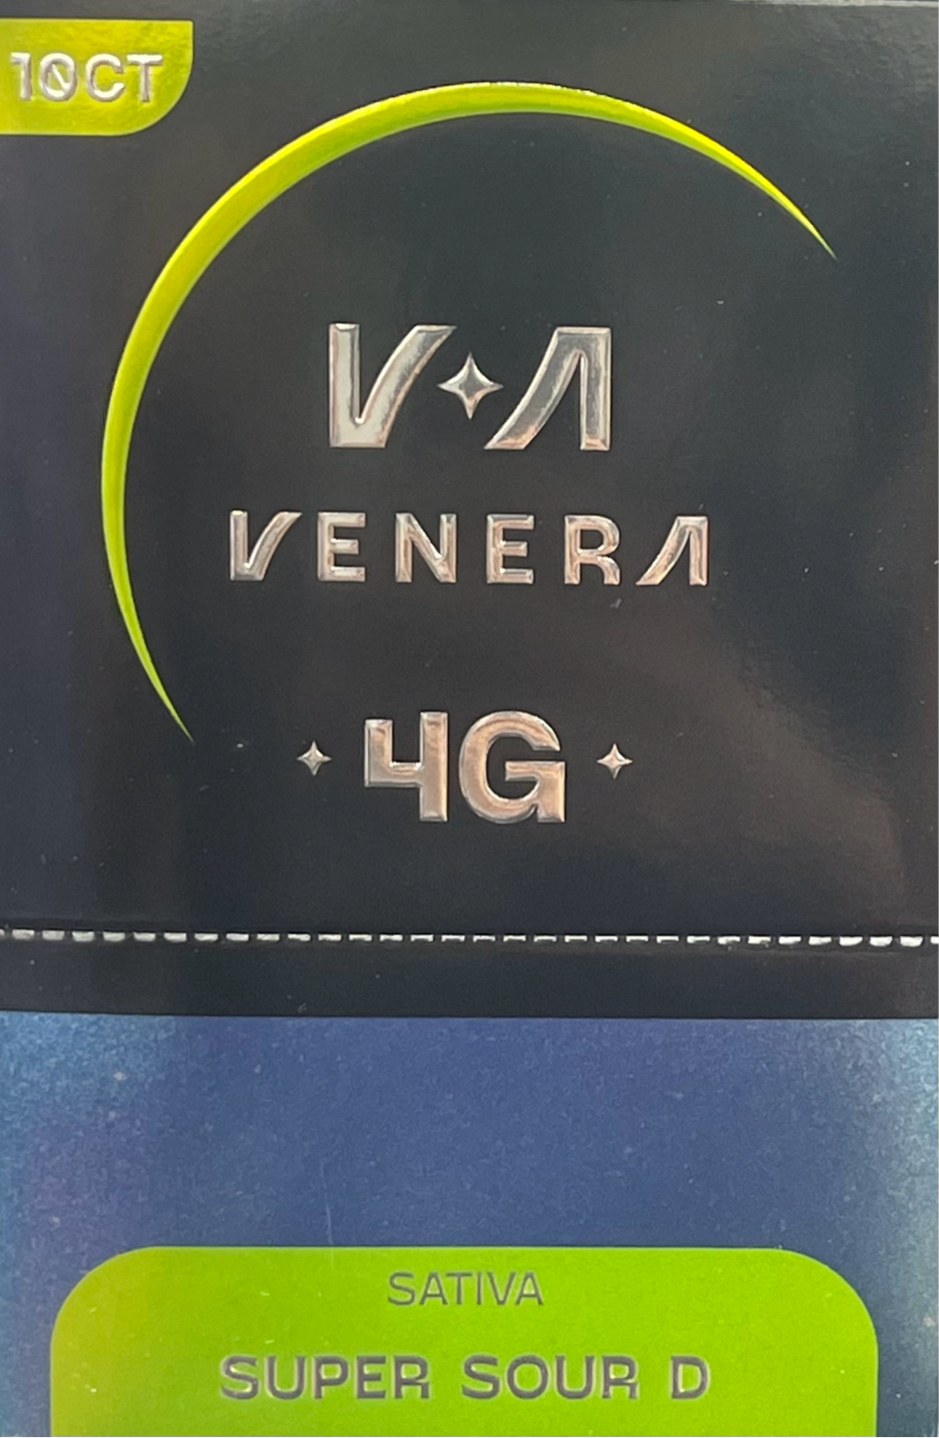 10CT
V✦A
VENERA
4G
SATIVA
SUPER SOUR D